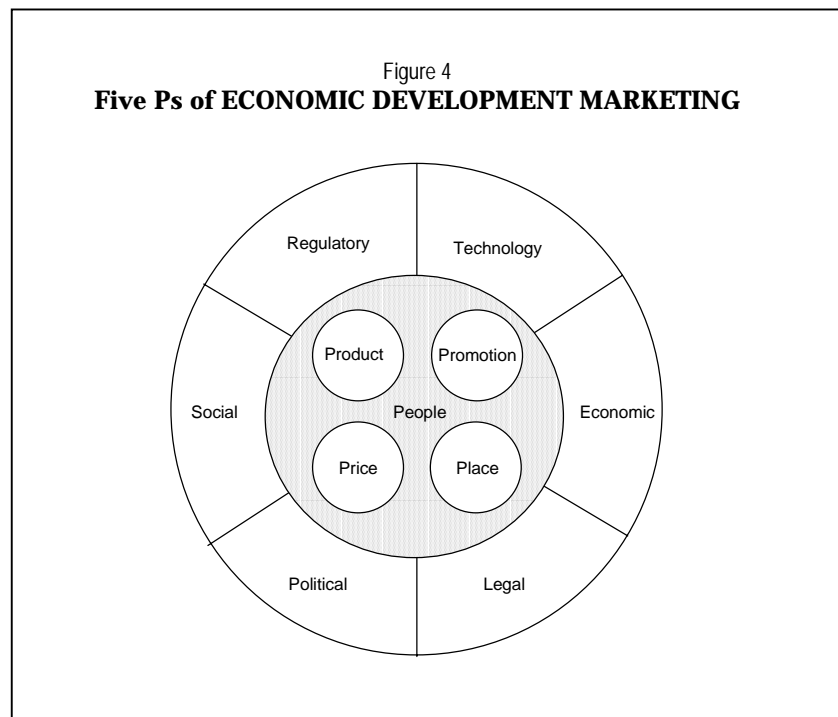 Figure 4
Five Ps of ECONOMIC DEVELOPMENT MARKETING
Regulatory
Technology
Product
Promotion
Social
People
Economic
Price
Place
Political
Legal